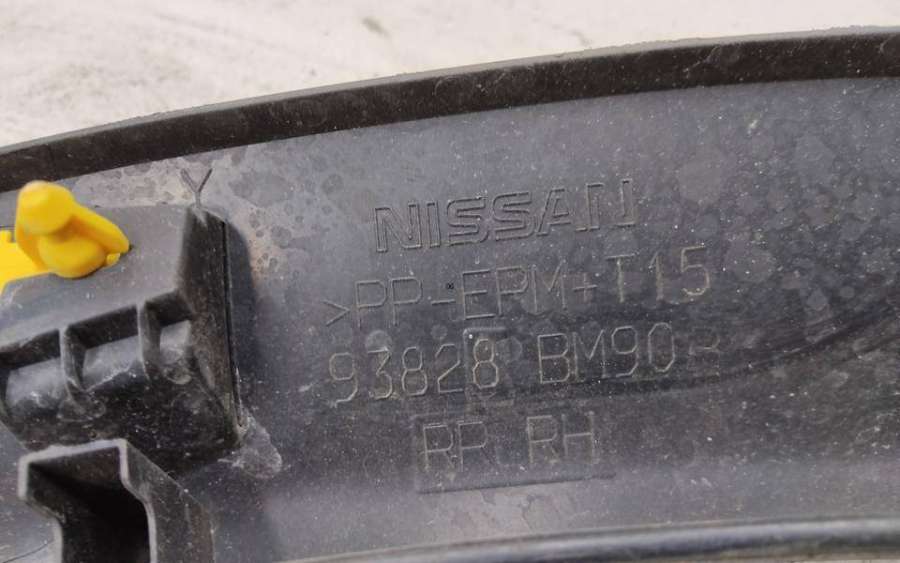 NISSAN
>PP-EPM+T15
93828 BM90
RR RH